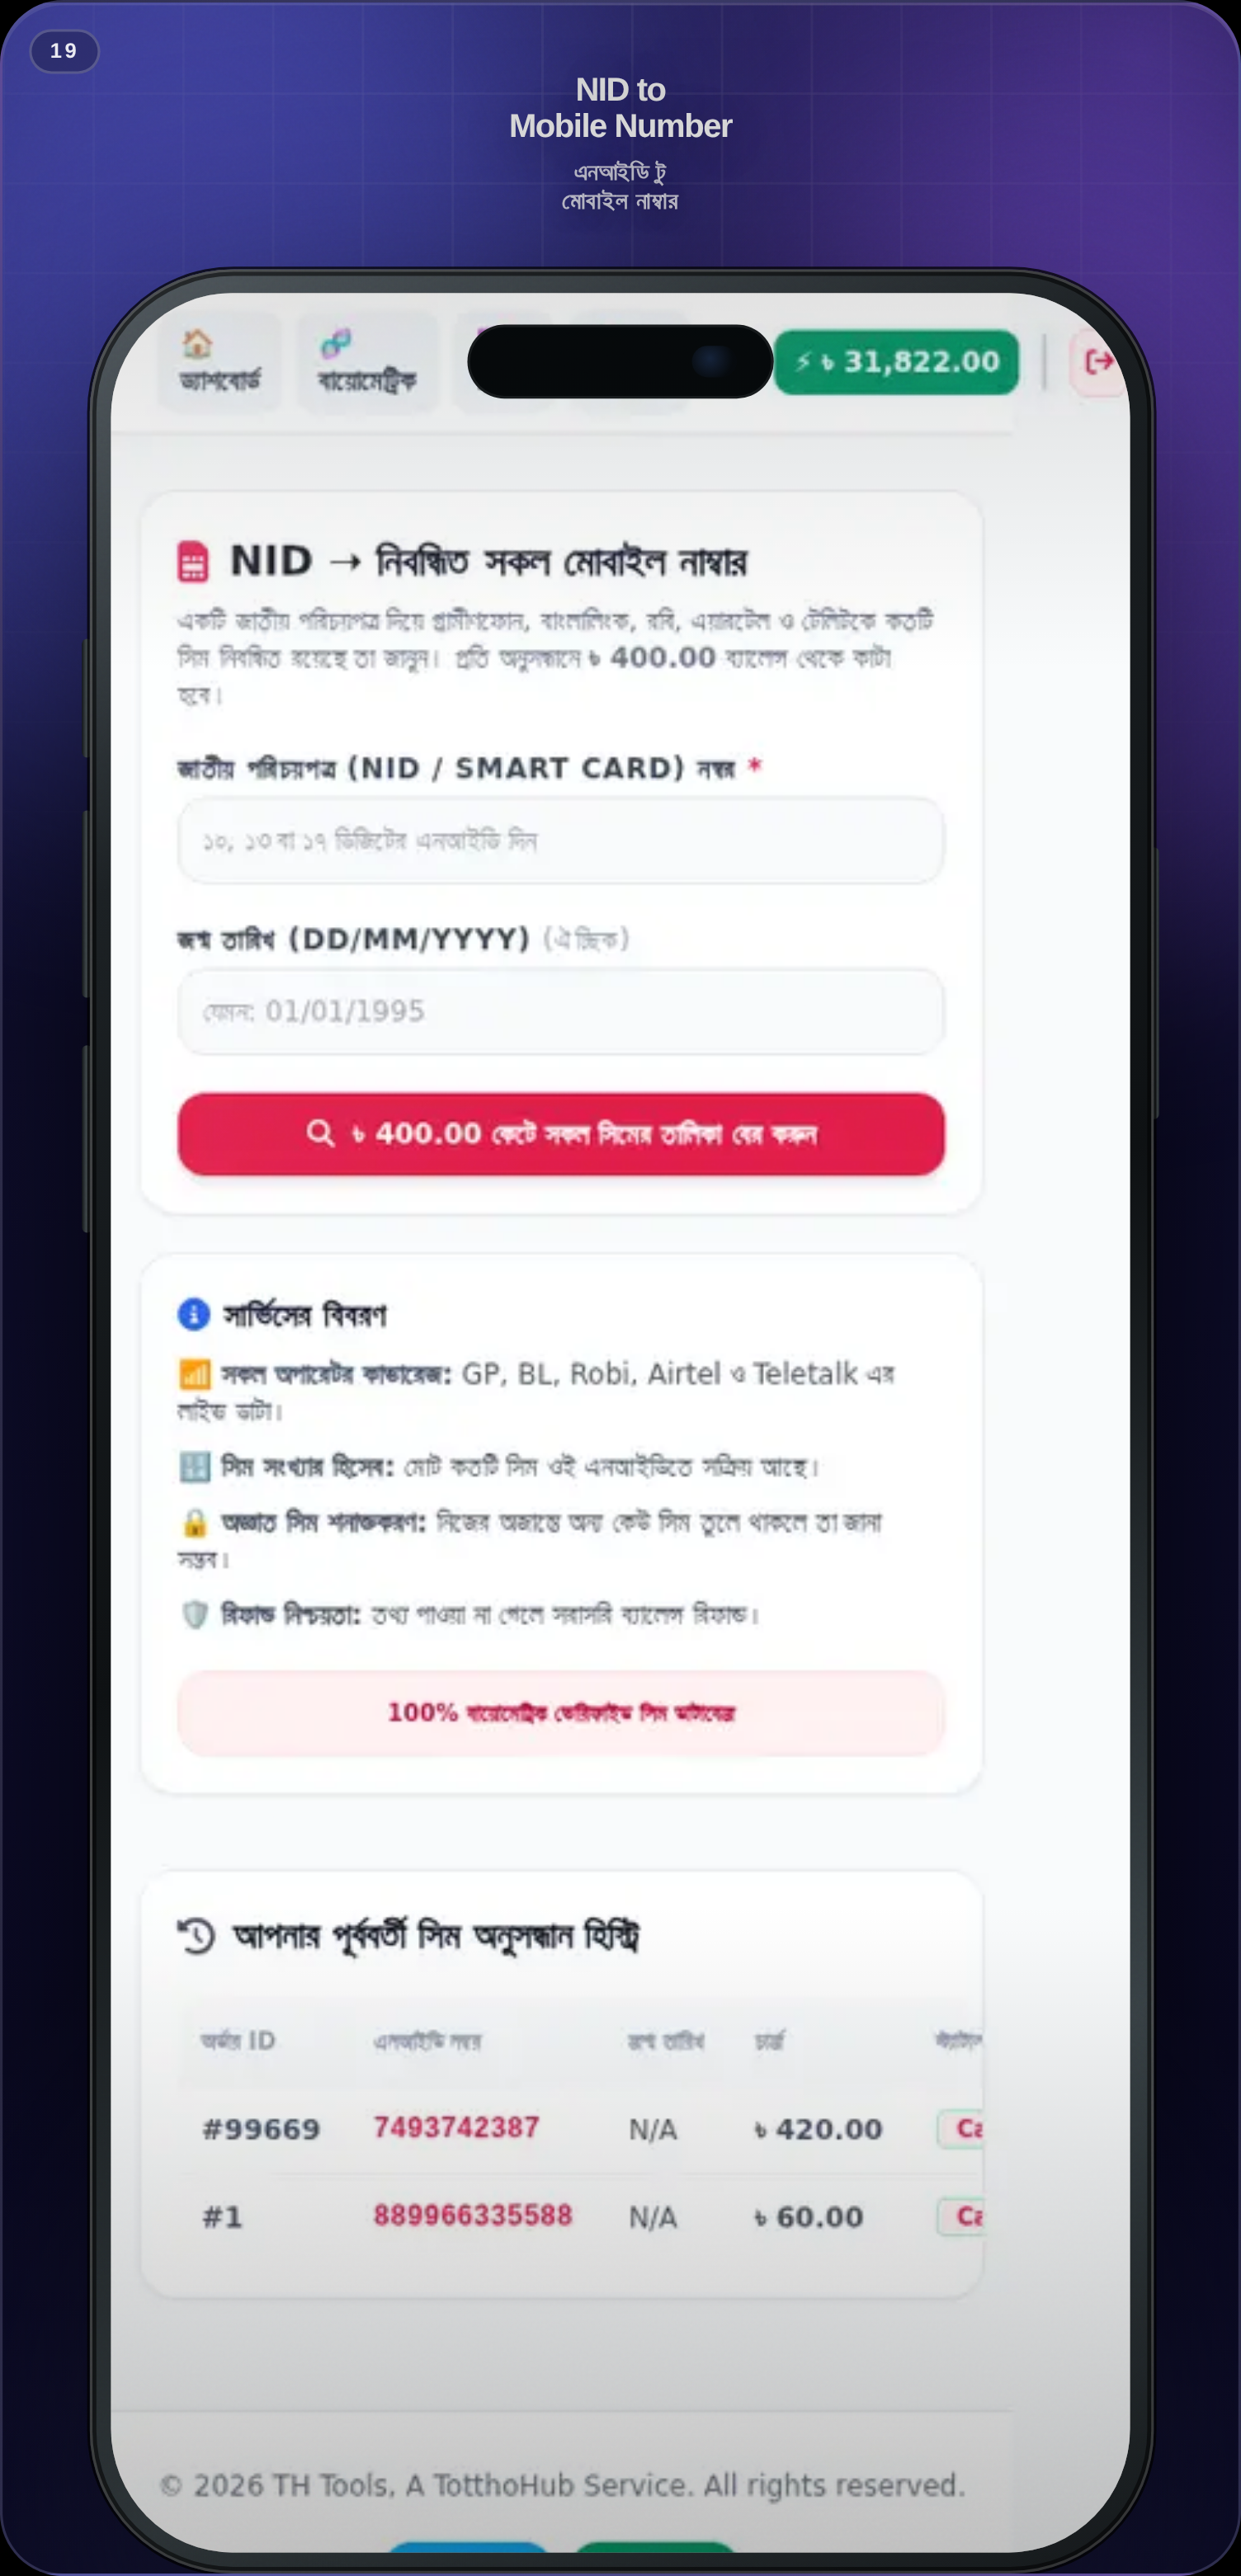 19
NID to
Mobile Number
এনআইডি টু
মোবাইল নাম্বার
ড্যাশবোর্ড
বায়োমেট্রিক
৳ 31,822.00
NID → নিবন্ধিত সকল মোবাইল নাম্বার
একটি জাতীয় পরিচয়পত্র দিয়ে গ্রামীণফোন, বাংলালিংক, রবি, এয়ারটেল ও টেলিটকে কতটি
সিম নিবন্ধিত রয়েছে তা জানুন। প্রতি অনুসন্ধানে ৳ 400.00 ব্যালেন্স থেকে কাটা
হবে।
জাতীয় পরিচয়পত্র (NID / SMART CARD) নম্বর *
১০, ১৩ বা ১৭ ডিজিটের এনআইডি দিন
জন্ম তারিখ (DD/MM/YYYY) (ঐচ্ছিক)
যেমন: 01/01/1995
৳ 400.00 কেটে সকল সিমের তালিকা বের করুন
সার্ভিসের বিবরণ
সকল অপারেটর কাভারেজ: GP, BL, Robi, Airtel ও Teletalk এর
লাইভ ডাটা।
সিম সংখ্যার হিসেব: মোট কতটি সিম ওই এনআইডিতে সক্রিয় আছে।
অজ্ঞাত সিম শনাক্তকরণ: নিজের অজান্তে অন্য কেউ সিম তুলে থাকলে তা জানা
সম্ভব।
রিফান্ড নিশ্চয়তা: তথ্য পাওয়া না গেলে সরাসরি ব্যালেন্স রিফান্ড।
100% বায়োমেট্রিক ভেরিফাইড সিম ডাটাবেজ
আপনার পূর্ববর্তী সিম অনুসন্ধান হিস্ট্রি
অর্ডার ID এনআইডি নম্বর জন্ম তারিখ চার্জ
#99669 7493742387 N/A ৳ 420.00 Ca
#1 889966335588 N/A ৳ 60.00 Ca
© 2026 TH Tools, A TotthoHub Service. All rights reserved.